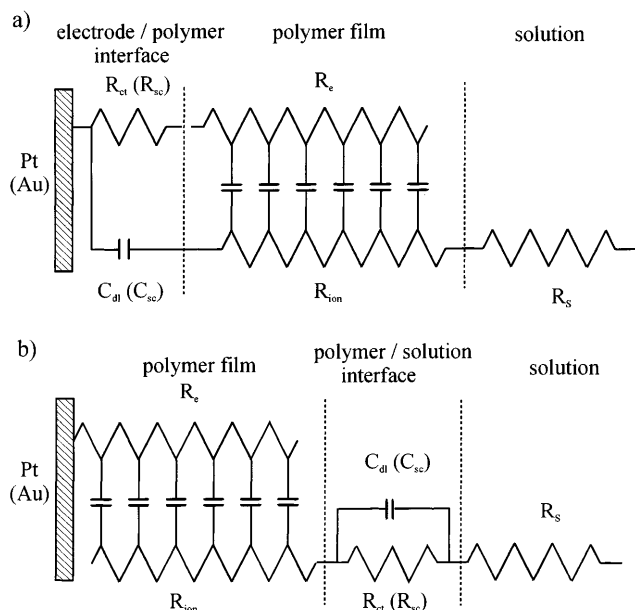 a)
electrode / polymer
interface
polymer film
solution
R_ct (R_sc)
R_e
Pt
(Au)
C_dl (C_sc)
R_ion
R_S
b)
polymer film
polymer / solution
interface
solution
R_e
Pt
(Au)
C_dl (C_sc)
R_S
R_ion
R_ct (R_sc)